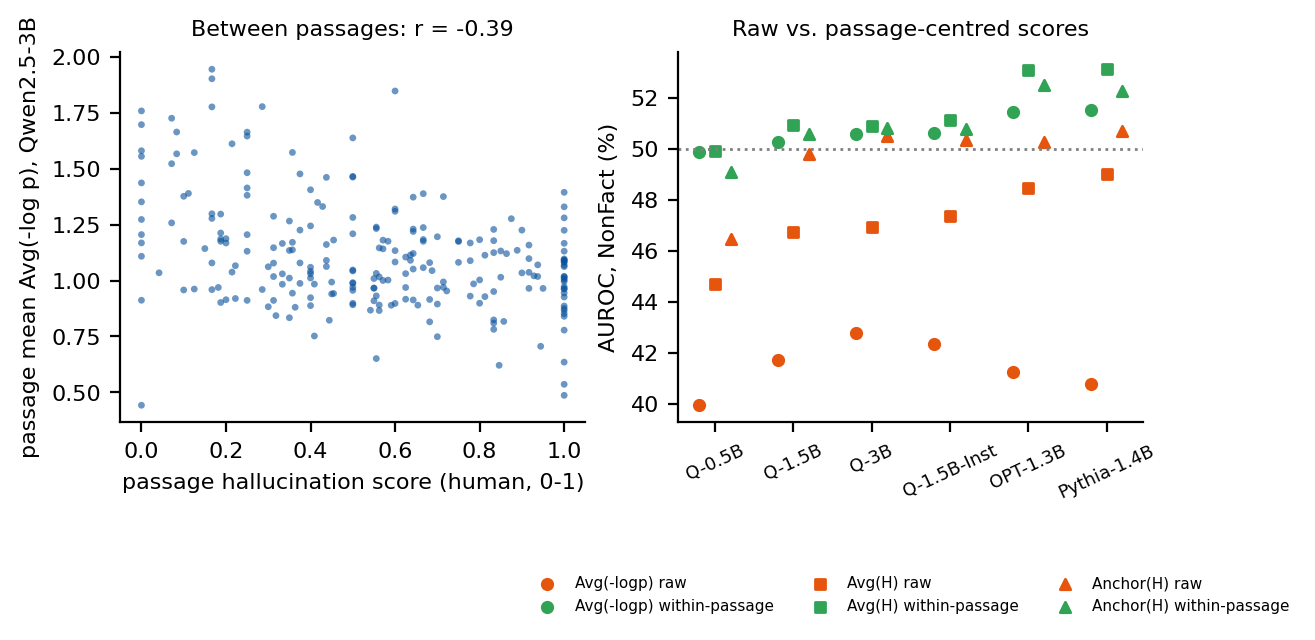 Between passages: r = -0.39
passage mean Avg(-log p), Qwen2.5-3B
2.00
1.75
1.50
1.25
1.00
0.75
0.50
0.0 0.2 0.4 0.6 0.8 1.0
passage hallucination score (human, 0-1)
Raw vs. passage-centred scores
AUROC, NonFact (%)
52
50
48
46
44
42
40
Q-0.5B Q-1.5B Q-3B Q-1.5B-Inst OPT-1.3B Pythia-1.4B
Avg(-logp) raw Avg(H) raw Anchor(H) raw
Avg(-logp) within-passage Avg(H) within-passage Anchor(H) within-passage